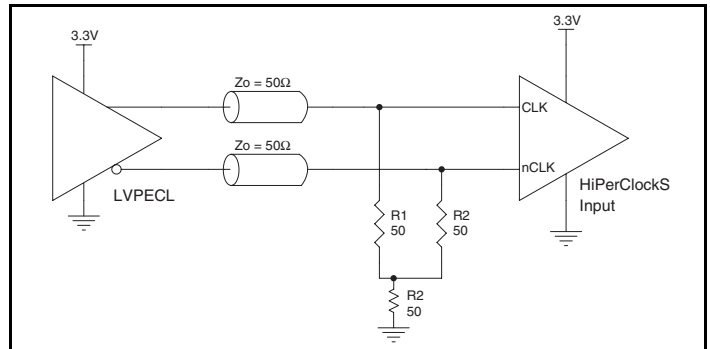 3.3V
3.3V
Zo = 50Ω
CLK
Zo = 50Ω
nCLK
LVPECL
HiPerClockS
Input
R1
50
R2
50
R2
50